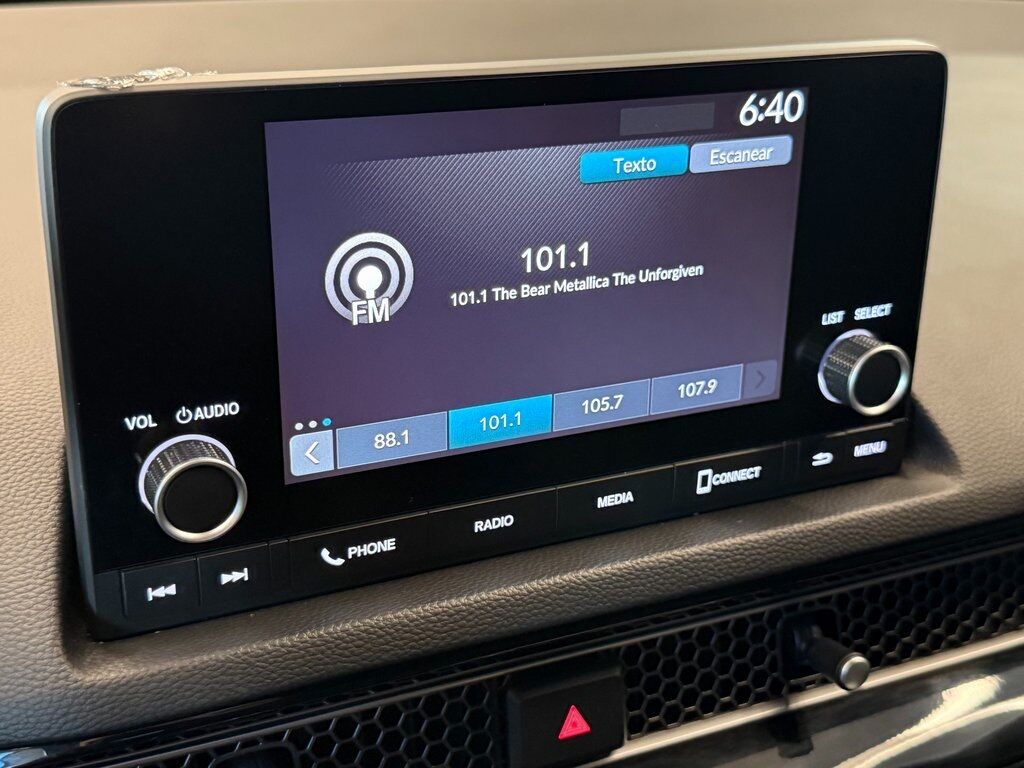 6:40
Texto
Escanear
101.1
101.1 The Bear Metallica The Unforgiven
FM
LIST SELECT
VOL AUDIO
88.1
101.1
105.7
107.9
PHONE
RADIO
MEDIA
CONNECT
MENU